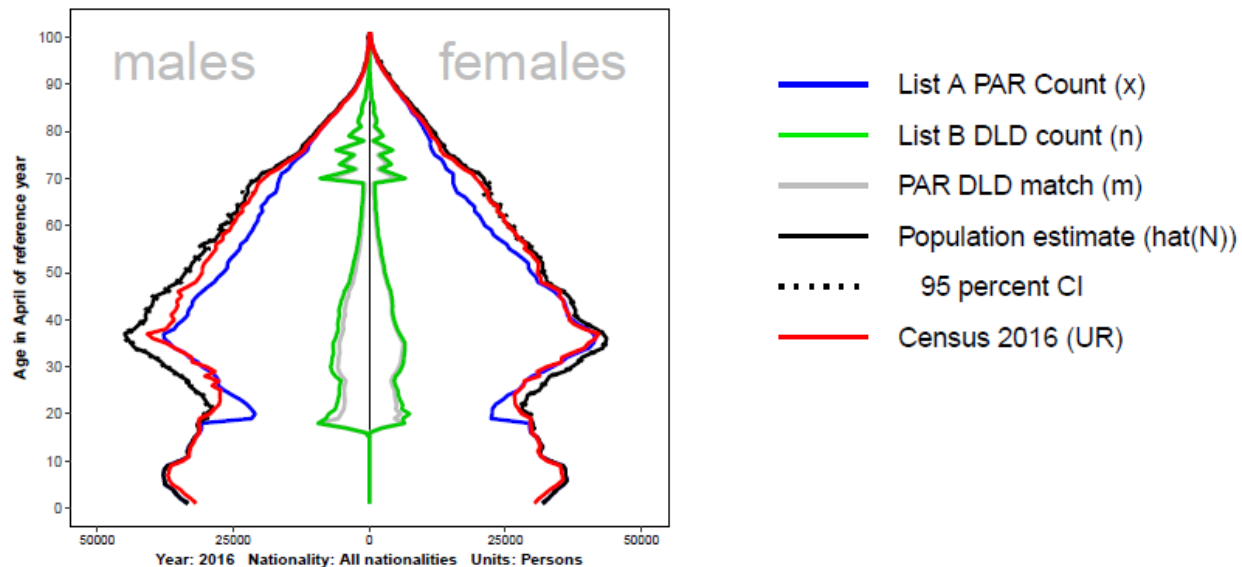 males
females
100
90
80
70
60
50
40
30
20
10
0
Age in April of reference year
50000
25000
0
25000
50000
Year: 2016 Nationality: All nationalities Units: Persons
List A PAR Count (x)
List B DLD count (n)
PAR DLD match (m)
Population estimate (hat(N))
95 percent CI
Census 2016 (UR)